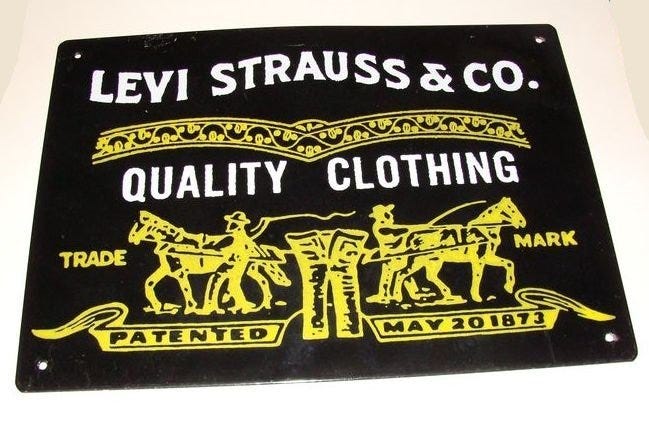 LEVI STRAUSS & CO.
QUALITY CLOTHING
TRADE MARK
PATENTED MAY 20 1873